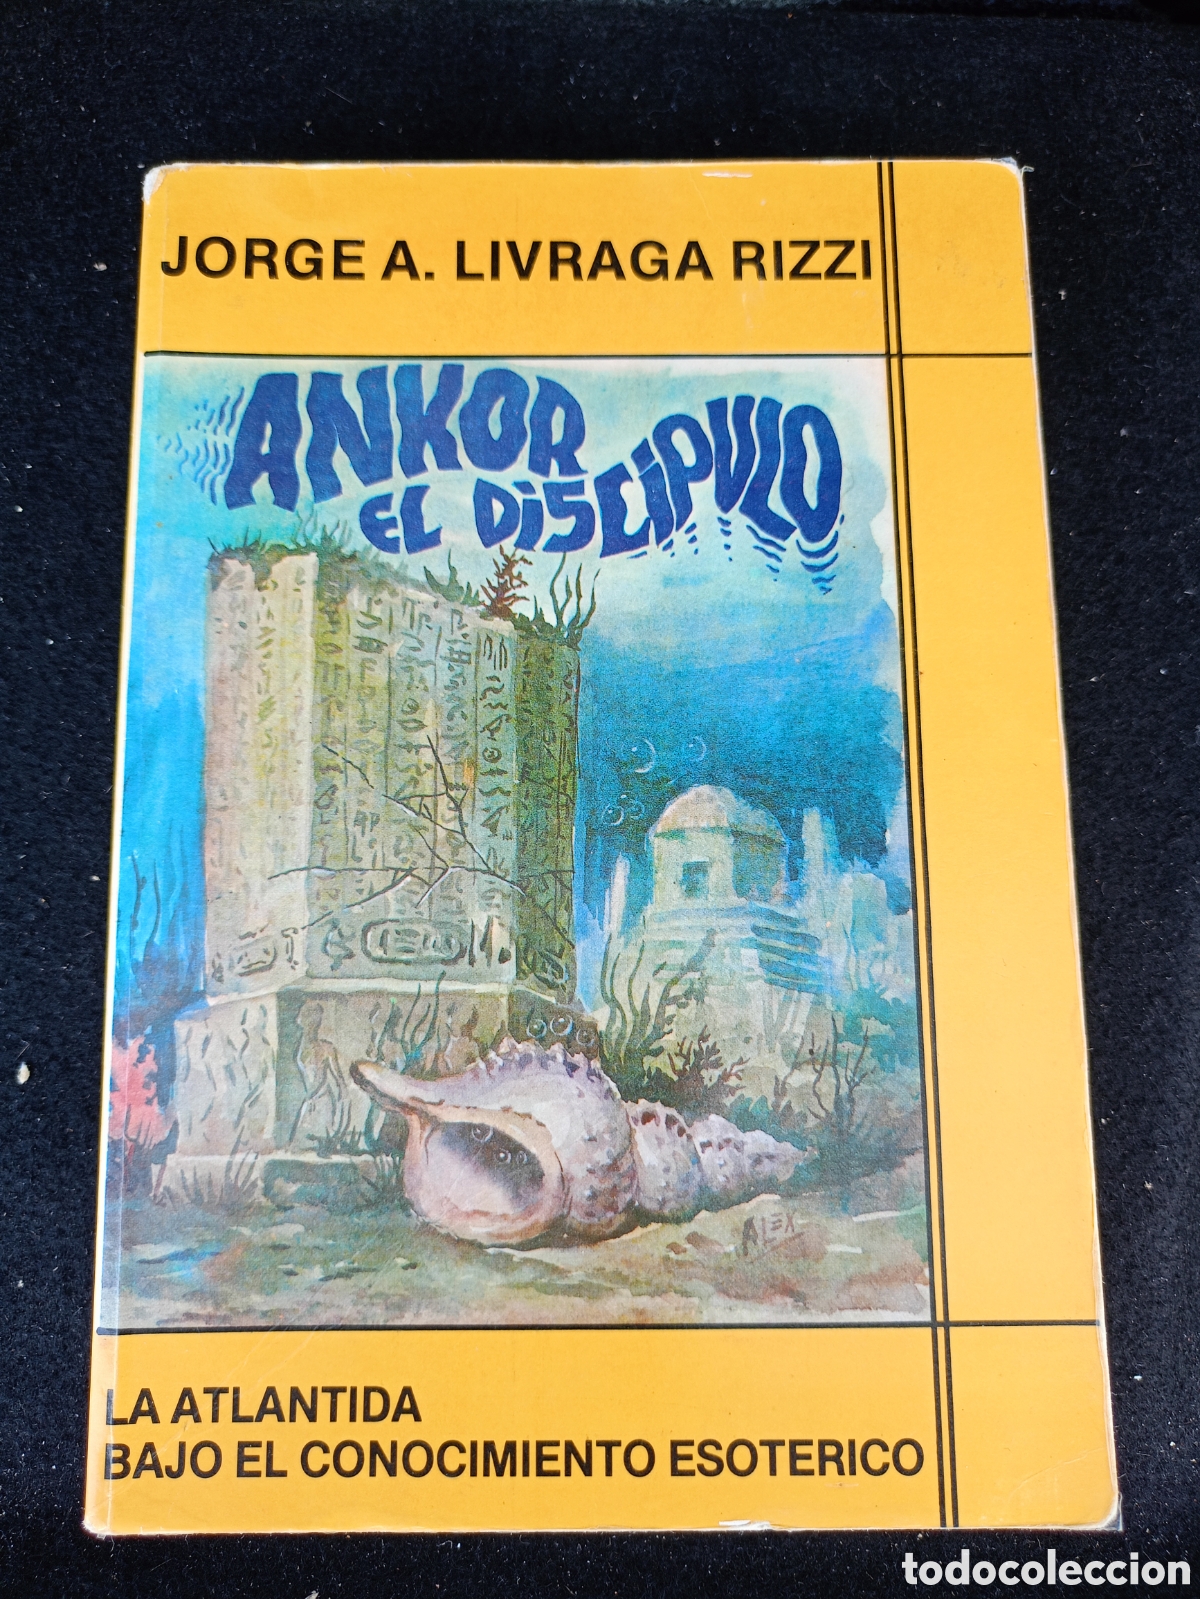 JORGE A. LIVRAGA RIZZI
ANKOR
EL DiSCiPULO
ALEX
LA ATLANTIDA
BAJO EL CONOCIMIENTO ESOTERICO
todocoleccion